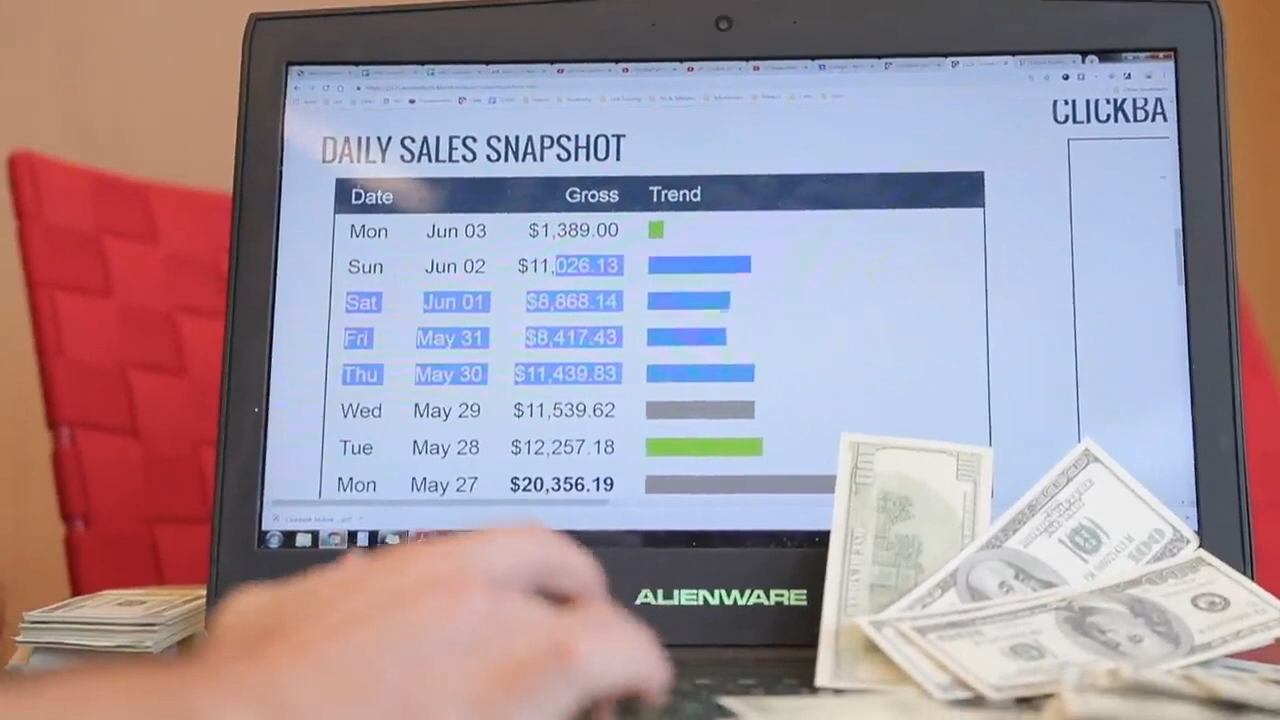 CLICKBA
DAILY SALES SNAPSHOT
Date Gross Trend
Mon Jun 03 $1,389.00
Sun Jun 02 $11,026.13
Sat Jun 01 $8,868.14
Fri May 31 $8,417.43
Thu May 30 $11,439.83
Wed May 29 $11,539.62
Tue May 28 $12,257.18
Mon May 27 $20,356.19
ALIENWARE
100